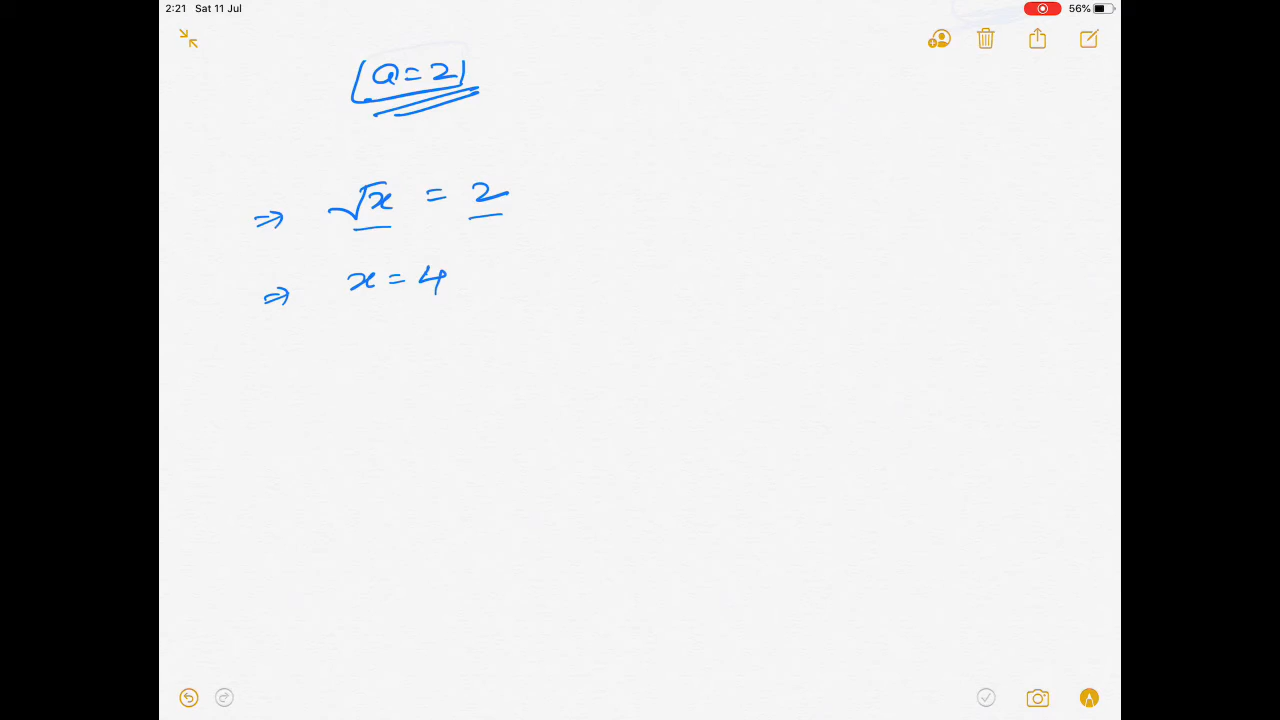 2:21 Sat 11 Jul 56%
a = 2
⇒ √x = 2
⇒ x = 4